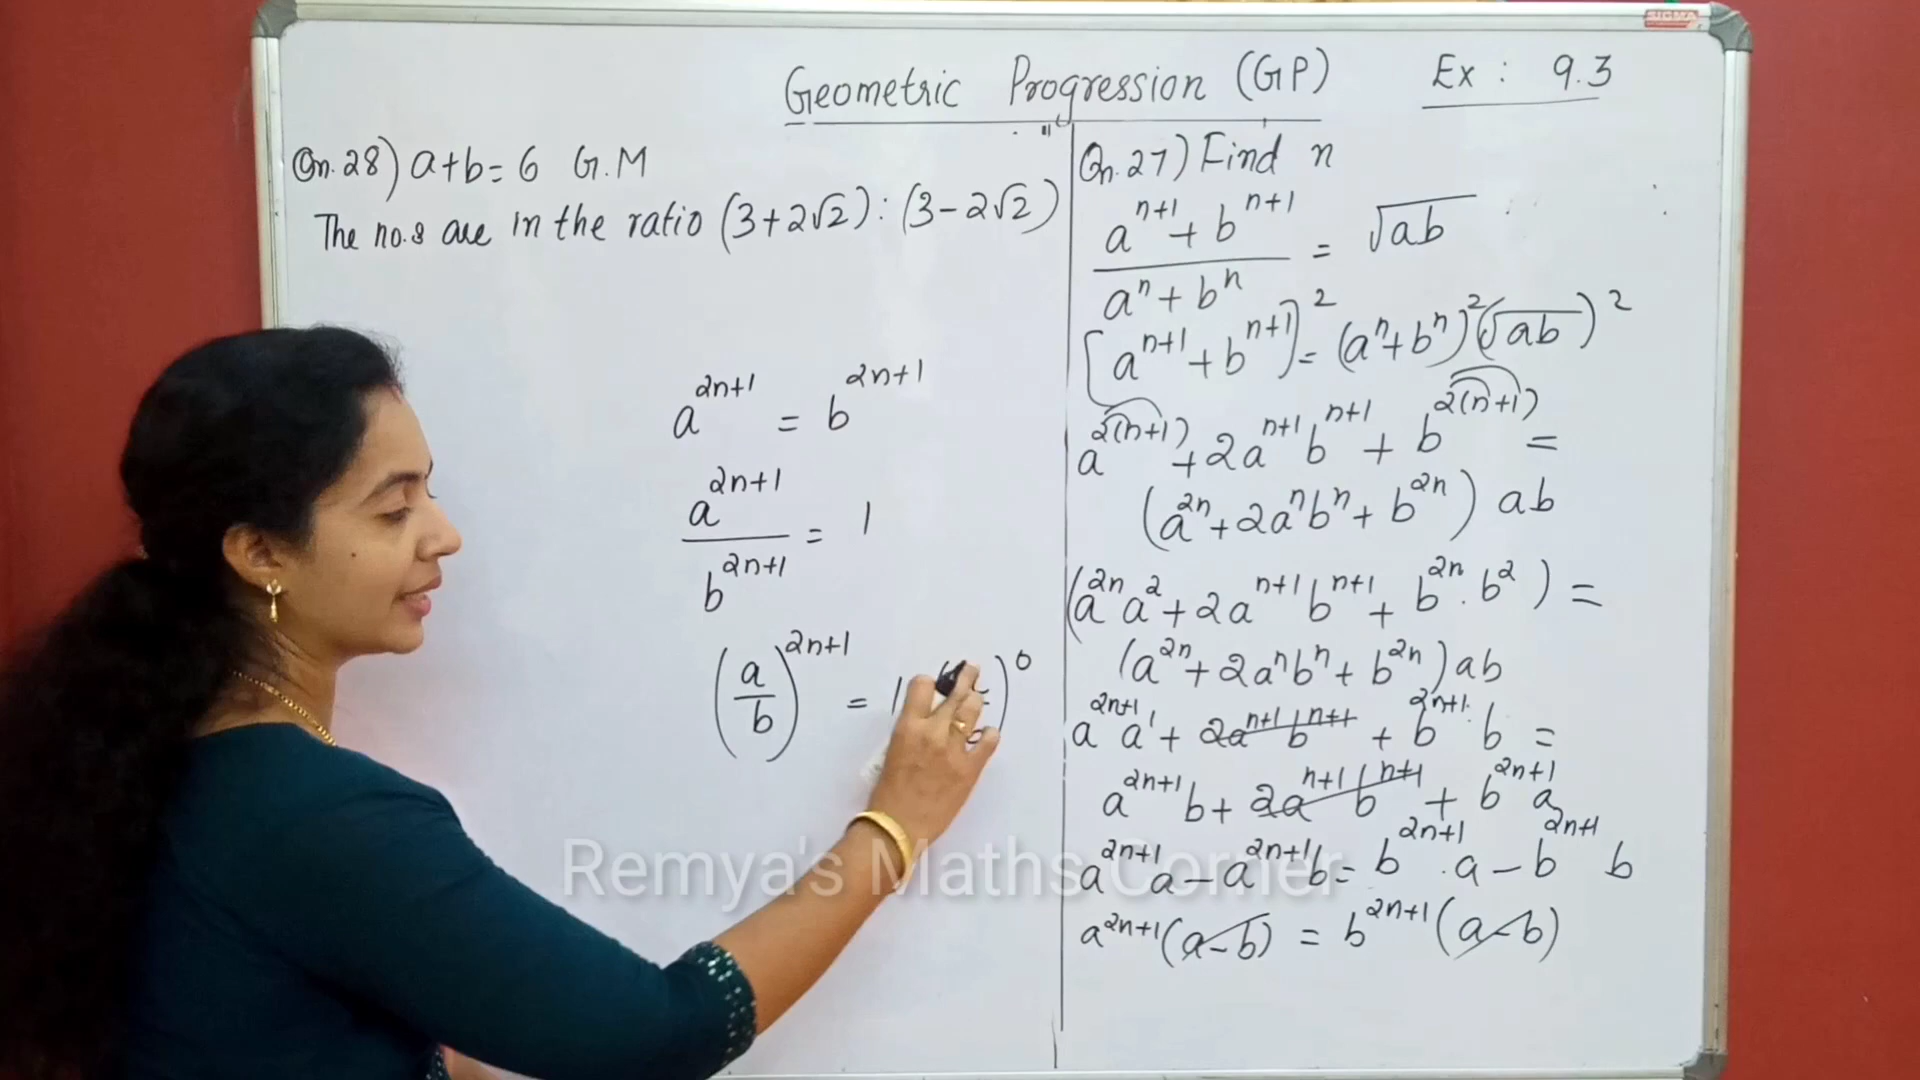 SIGMA
Geometric Progression (GP) Ex : 9.3
Qn.28) a+b=6 G.M
The no.s are in the ratio (3+2√2) : (3-2√2)
a^{2n+1} = b^{2n+1}
a^{2n+1} / b^{2n+1} = 1
(a/b)^{2n+1} = )^0
Qn.27) Find n
(a^{n+1} + b^{n+1}) / (a^n + b^n) = √ab
[a^{n+1} + b^{n+1}]^2 = (a^n + b^n)^2 (√ab)^2
a^{2(n+1)} + 2a^{n+1} b^{n+1} + b^{2(n+1)} =
(a^{2n} + 2a^n b^n + b^{2n}) ab
(a^{2n} a^2 + 2a^{n+1} b^{n+1} + b^{2n} . b^2) =
(a^{2n} + 2a^n b^n + b^{2n}) ab
a^{2n+1} a^1 + 2a^{n+1} b^{n+1} + b^{2n+1} b =
a^{2n+1} b + 2a^{n+1} b^{n+1} + b^{2n+1} a
a^{2n+1} a - a^{2n+1} b = b^{2n+1} . a - b^{2n+1} b
a^{2n+1} (a-b) = b^{2n+1} (a-b)
Remya's Maths Corner